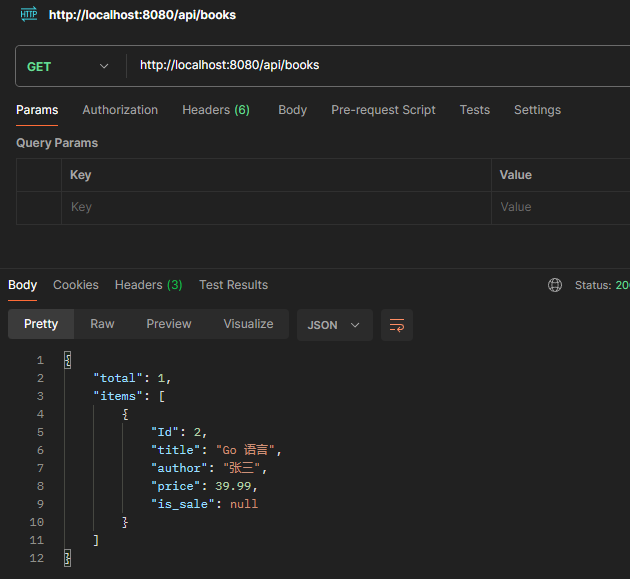 HTTP http://localhost:8080/api/books
GET http://localhost:8080/api/books
Params Authorization Headers (6) Body Pre-request Script Tests Settings
Query Params
Key Value
Key Value
Body Cookies Headers (3) Test Results Status: 20
Pretty Raw Preview Visualize JSON
1 {
2 "total": 1,
3 "items": [
4 {
5 "Id": 2,
6 "title": "Go 语言",
7 "author": "张三",
8 "price": 39.99,
9 "is_sale": null
10 }
11 ]
12 }